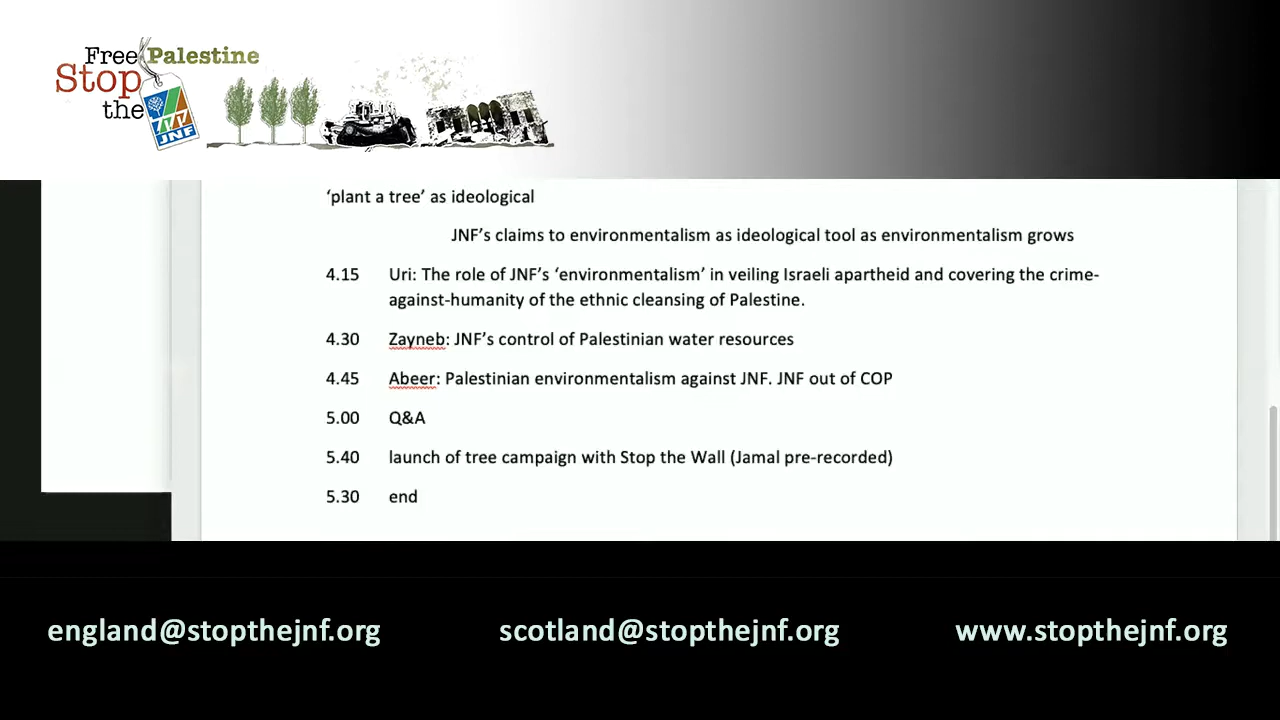 Free Palestine
Stop
the
JNF
‘plant a tree’ as ideological
JNF’s claims to environmentalism as ideological tool as environmentalism grows
4.15 Uri: The role of JNF’s ‘environmentalism’ in veiling Israeli apartheid and covering the crime-
against-humanity of the ethnic cleansing of Palestine.
4.30 Zayneb: JNF’s control of Palestinian water resources
4.45 Abeer: Palestinian environmentalism against JNF. JNF out of COP
5.00 Q&A
5.40 launch of tree campaign with Stop the Wall (Jamal pre-recorded)
5.30 end
england@stopthejnf.org scotland@stopthejnf.org www.stopthejnf.org